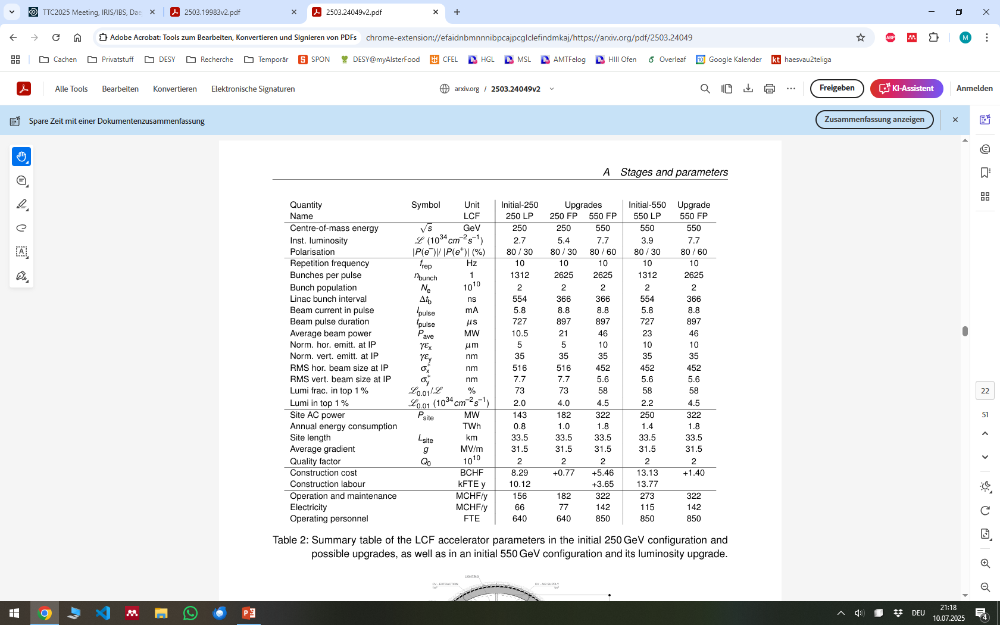 TTC2025 Meeting, IRIS/IBS, Dae
2503.19983v2.pdf
2503.24049v2.pdf
Adobe Acrobat: Tools zum Bearbeiten, Konvertieren und Signieren von PDFs
chrome-extension://efaidnbmnnnibpcajpcglclefindmkaj/https://arxiv.org/pdf/2503.24049
ABP
M
Cachen Privatstuff DESY Recherche Temporär SPON DESY@myAlsterFood CFEL HGL MSL AMTFelog HIII Ofen Overleaf Google Kalender kt haesvau2teliga
Alle Tools Bearbeiten Konvertieren Elektronische Signaturen
arxiv.org / 2503.24049v2
Freigeben KI-Assistent Anmelden
Spare Zeit mit einer Dokumentenzusammenfassung
Zusammenfassung anzeigen
A Stages and parameters
Quantity Symbol Unit Initial-250 Upgrades Initial-550 Upgrade
Name LCF 250 LP 250 FP 550 FP 550 LP 550 FP
Centre-of-mass energy √s GeV 250 250 550 550 550
Inst. luminosity ℒ (10³⁴cm⁻²s⁻¹) 2.7 5.4 7.7 3.9 7.7
Polarisation |P(e⁻)|/ |P(e⁺)| (%) 80 / 30 80 / 30 80 / 60 80 / 30 80 / 60
Repetition frequency f_rep Hz 10 10 10 10 10
Bunches per pulse n_bunch 1 1312 2625 2625 1312 2625
Bunch population N_e 10¹⁰ 2 2 2 2 2
Linac bunch interval Δt_b ns 554 366 366 554 366
Beam current in pulse I_pulse mA 5.8 8.8 8.8 5.8 8.8
Beam pulse duration t_pulse μs 727 897 897 727 897
Average beam power P_ave MW 10.5 21 46 23 46
Norm. hor. emitt. at IP γε_x μm 5 5 10 10 10
Norm. vert. emitt. at IP γε_y nm 35 35 35 35 35
RMS hor. beam size at IP σ*_x nm 516 516 452 452 452
RMS vert. beam size at IP σ*_y nm 7.7 7.7 5.6 5.6 5.6
Lumi frac. in top 1 % ℒ_0.01/ℒ % 73 73 58 58 58
Lumi in top 1 % ℒ_0.01 (10³⁴cm⁻²s⁻¹) 2.0 4.0 4.5 2.2 4.5
Site AC power P_site MW 143 182 322 250 322
Annual energy consumption TWh 0.8 1.0 1.8 1.4 1.8
Site length L_site km 33.5 33.5 33.5 33.5 33.5
Average gradient g MV/m 31.5 31.5 31.5 31.5 31.5
Quality factor Q₀ 10¹⁰ 2 2 2 2 2
Construction cost BCHF 8.29 +0.77 +5.46 13.13 +1.40
Construction labour kFTE y 10.12 +3.65 13.77
Operation and maintenance MCHF/y 156 182 322 273 322
Electricity MCHF/y 66 77 142 115 142
Operating personnel FTE 640 640 850 850 850
Table 2: Summary table of the LCF accelerator parameters in the initial 250 GeV configuration and
possible upgrades, as well as in an initial 550 GeV configuration and its luminosity upgrade.
LIGHTING
CV - EXTRACTION
CV - AIR SUPPLY
22
51
DEU
21:18
10.07.2025
4